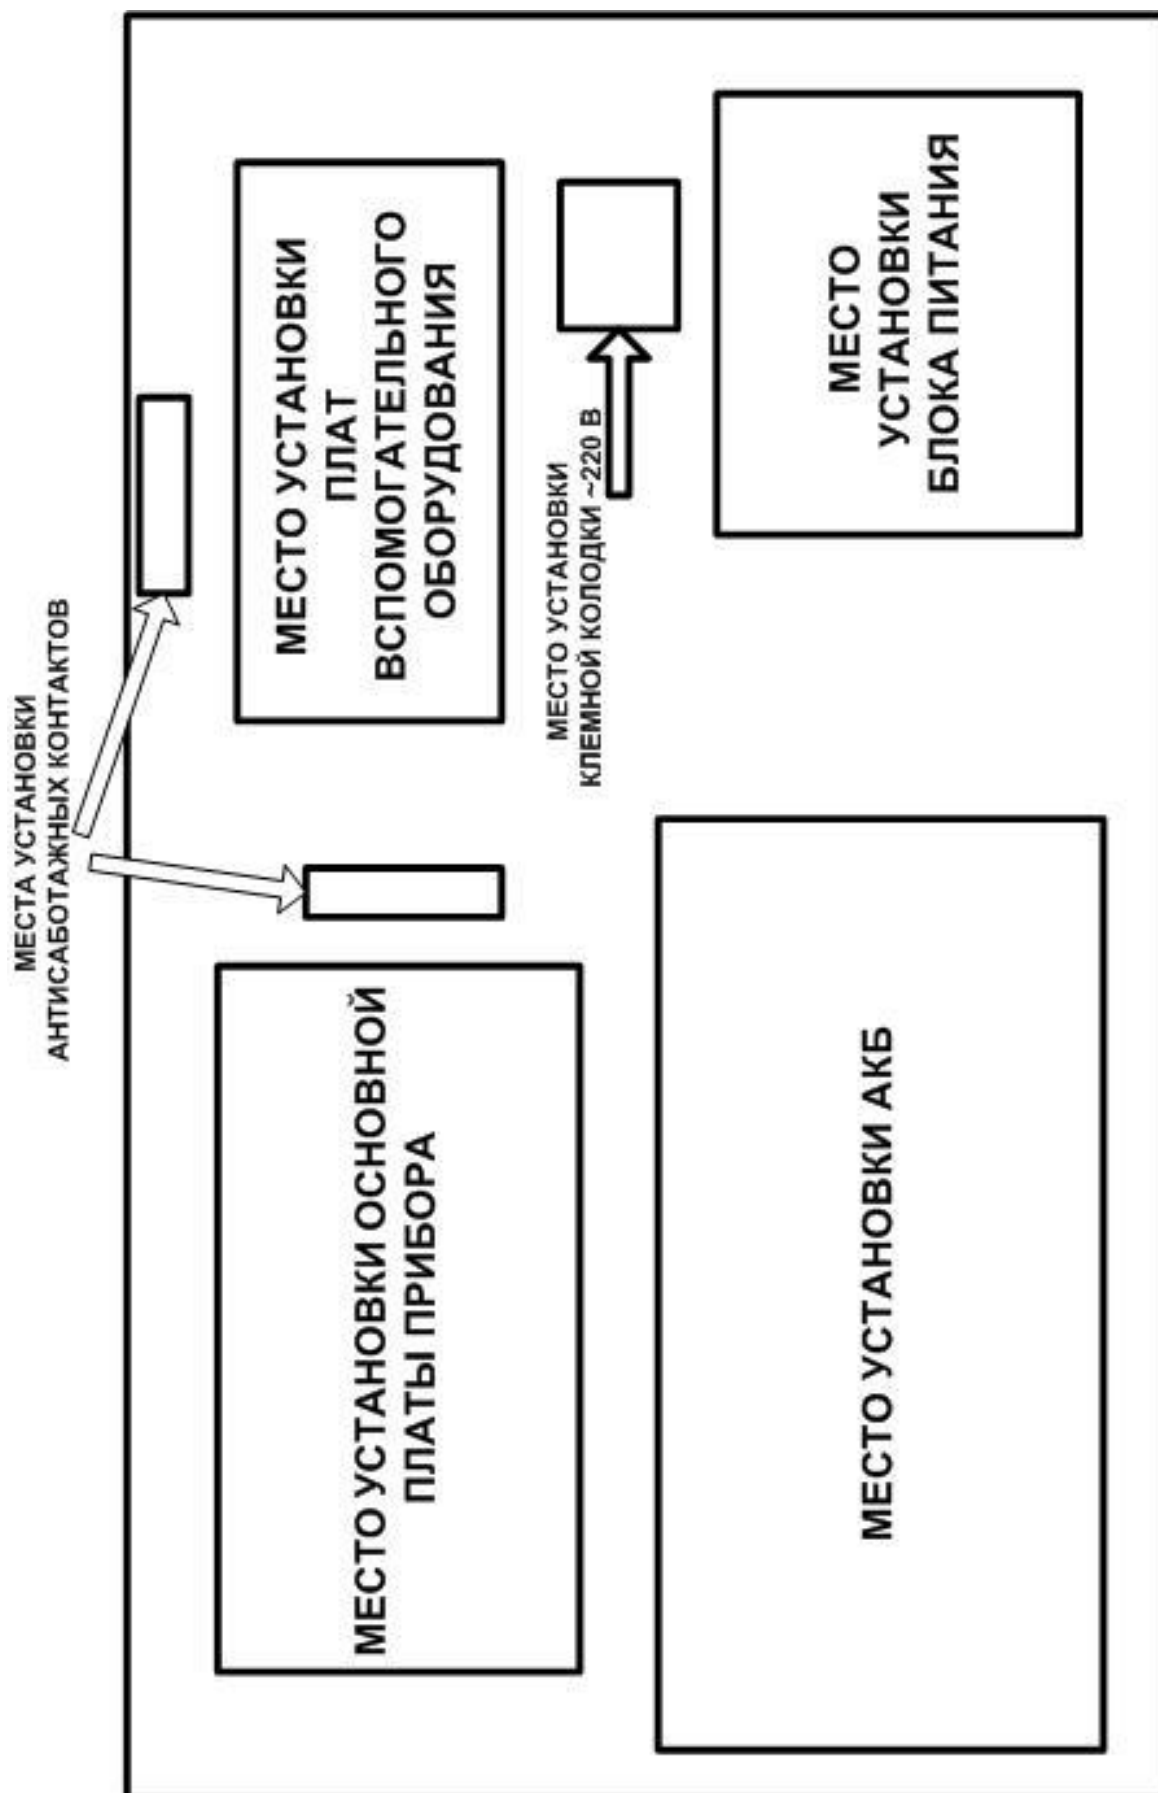 МЕСТА УСТАНОВКИ
АНТИСАБОТАЖНЫХ КОНТАКТОВ
МЕСТО УСТАНОВКИ ОСНОВНОЙ
ПЛАТЫ ПРИБОРА
МЕСТО УСТАНОВКИ
ПЛАТ
ВСПОМОГАТЕЛЬНОГО
ОБОРУДОВАНИЯ
МЕСТО УСТАНОВКИ
КЛЕМНОЙ КОЛОДКИ ~220 В
МЕСТО УСТАНОВКИ АКБ
МЕСТО
УСТАНОВКИ
БЛОКА ПИТАНИЯ